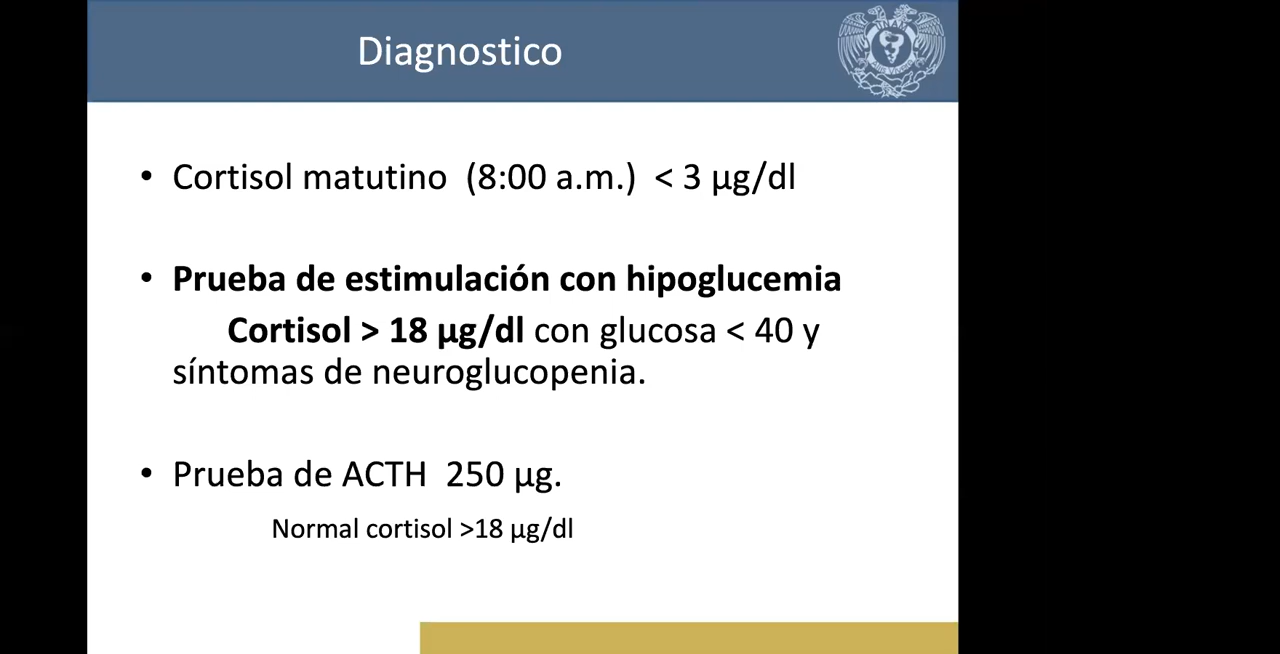 Diagnostico
• Cortisol matutino (8:00 a.m.) < 3 µg/dl
• Prueba de estimulación con hipoglucemia
Cortisol > 18 µg/dl con glucosa < 40 y
síntomas de neuroglucopenia.
• Prueba de ACTH 250 µg.
Normal cortisol >18 µg/dl